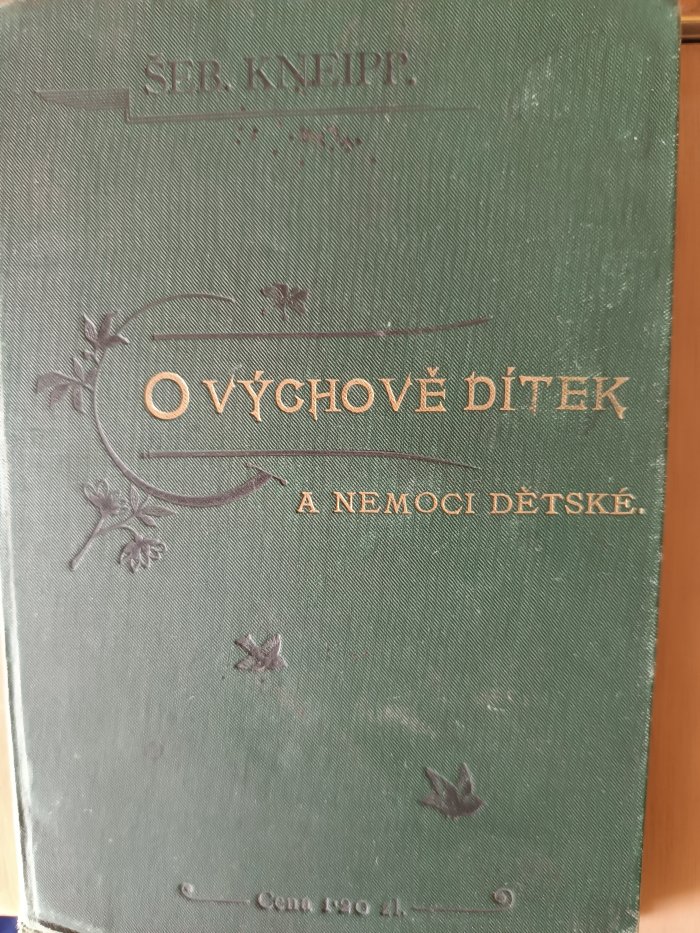 ŠEB. KNEIPP.
O VÝCHOVĚ DÍTEK
A NEMOCI DĚTSKÉ.
Cena 1·20 zl.